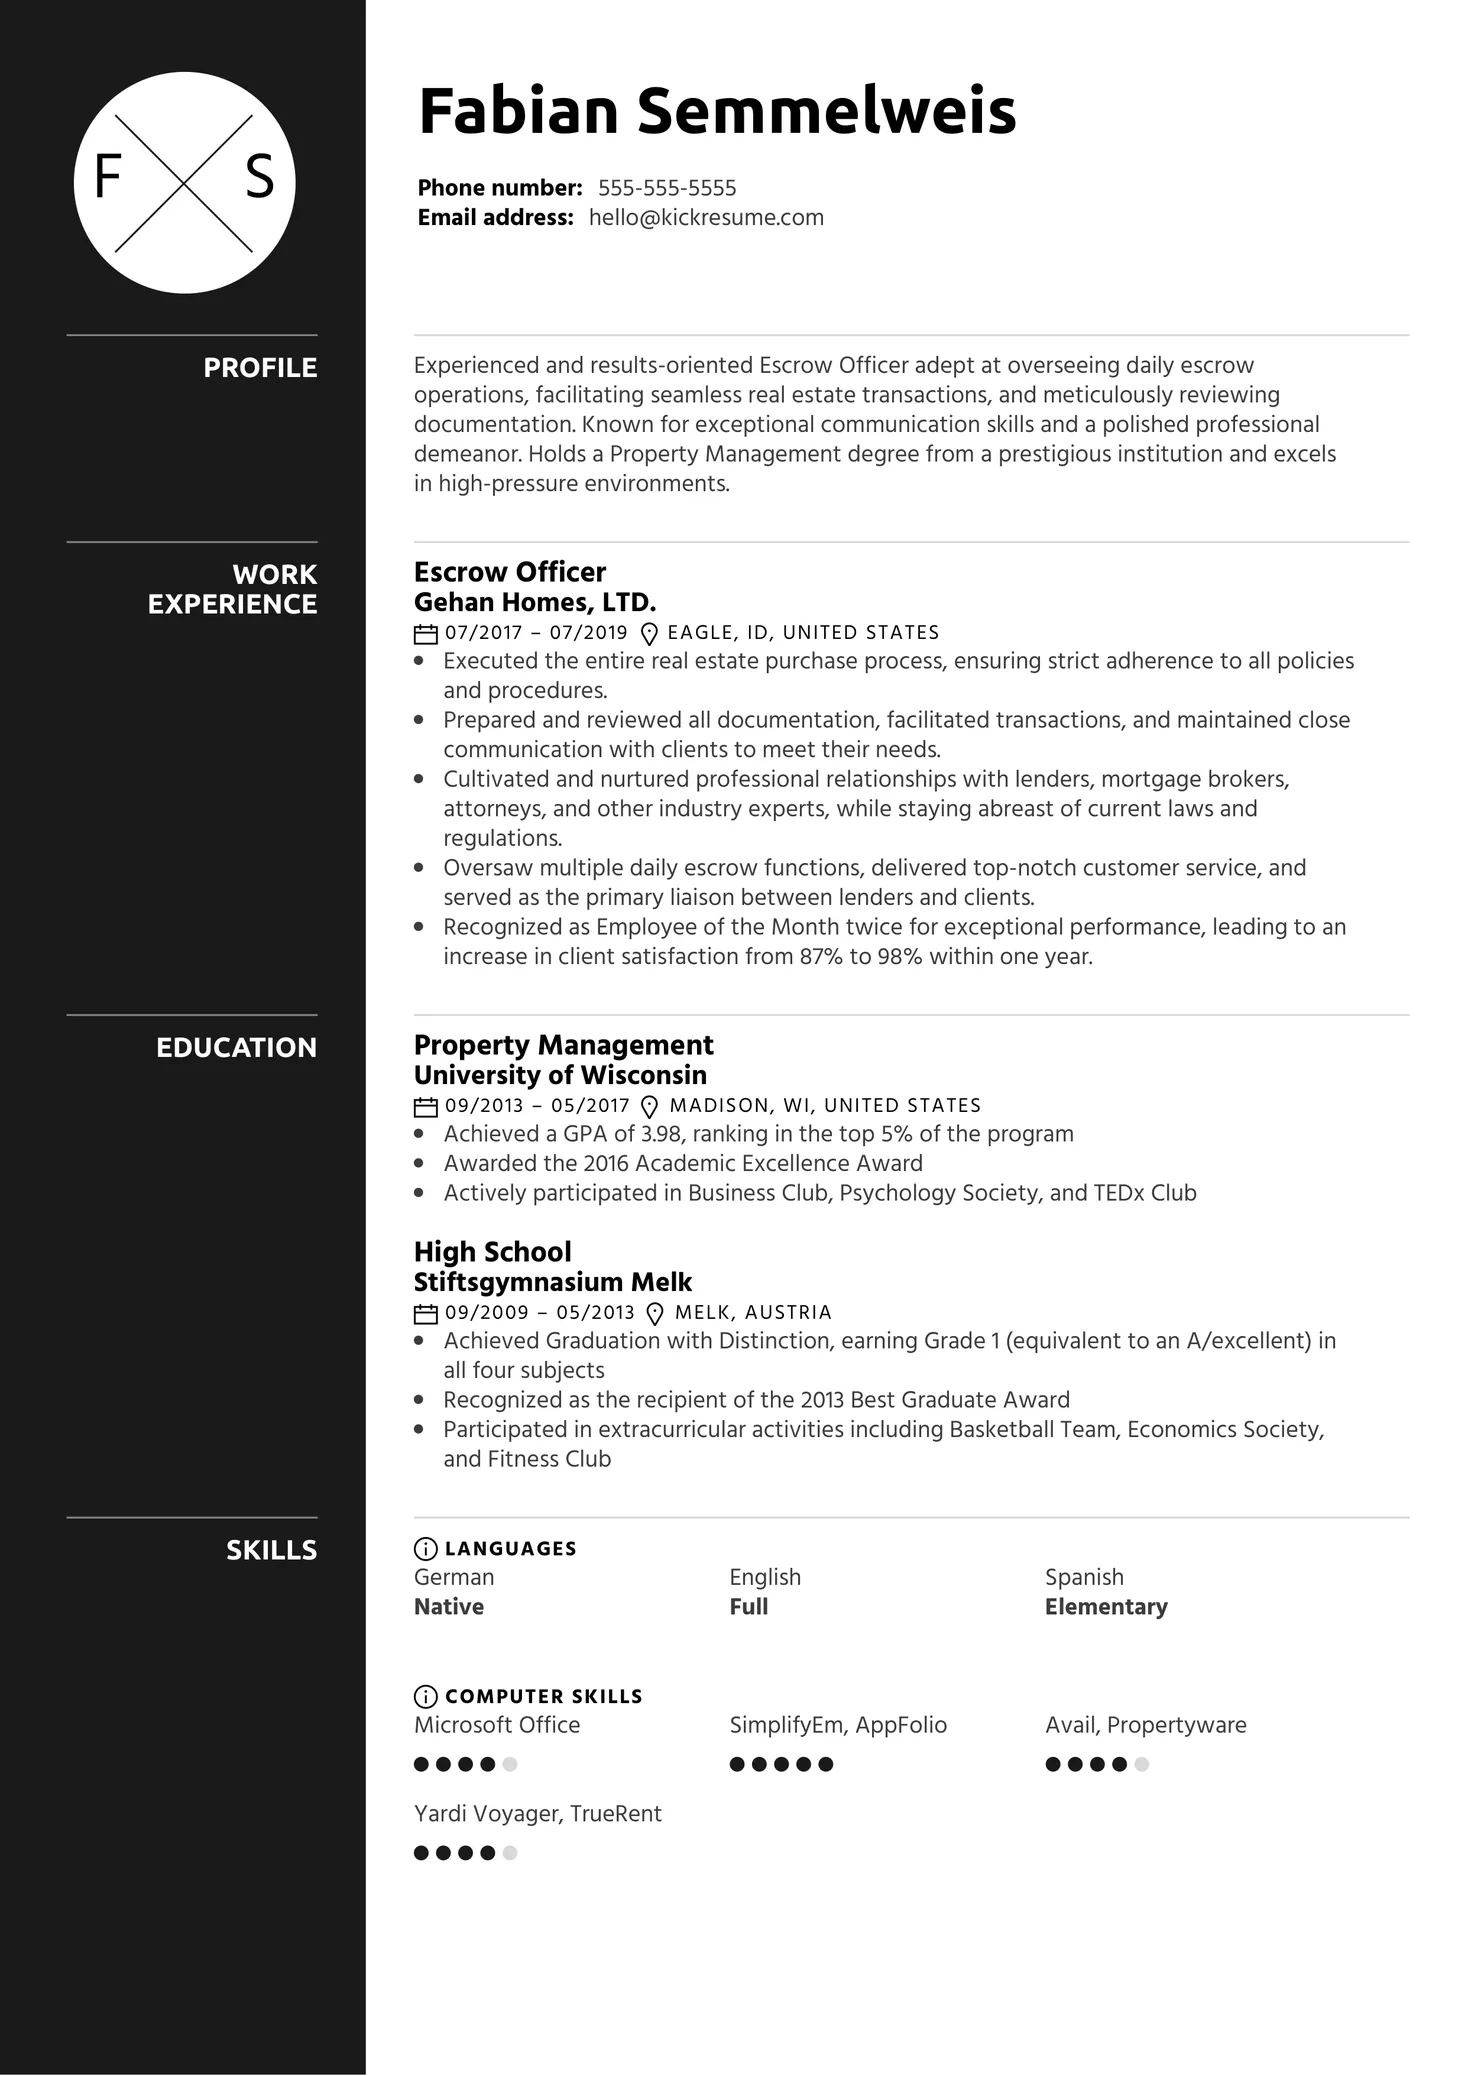 F S
Fabian Semmelweis
Phone number: 555-555-5555
Email address: hello@kickresume.com
PROFILE
Experienced and results-oriented Escrow Officer adept at overseeing daily escrow
operations, facilitating seamless real estate transactions, and meticulously reviewing
documentation. Known for exceptional communication skills and a polished professional
demeanor. Holds a Property Management degree from a prestigious institution and excels
in high-pressure environments.
WORK
EXPERIENCE
Escrow Officer
Gehan Homes, LTD.
07/2017 – 07/2019 EAGLE, ID, UNITED STATES
• Executed the entire real estate purchase process, ensuring strict adherence to all policies
and procedures.
• Prepared and reviewed all documentation, facilitated transactions, and maintained close
communication with clients to meet their needs.
• Cultivated and nurtured professional relationships with lenders, mortgage brokers,
attorneys, and other industry experts, while staying abreast of current laws and
regulations.
• Oversaw multiple daily escrow functions, delivered top-notch customer service, and
served as the primary liaison between lenders and clients.
• Recognized as Employee of the Month twice for exceptional performance, leading to an
increase in client satisfaction from 87% to 98% within one year.
EDUCATION
Property Management
University of Wisconsin
09/2013 – 05/2017 MADISON, WI, UNITED STATES
• Achieved a GPA of 3.98, ranking in the top 5% of the program
• Awarded the 2016 Academic Excellence Award
• Actively participated in Business Club, Psychology Society, and TEDx Club
High School
Stiftsgymnasium Melk
09/2009 – 05/2013 MELK, AUSTRIA
• Achieved Graduation with Distinction, earning Grade 1 (equivalent to an A/excellent) in
all four subjects
• Recognized as the recipient of the 2013 Best Graduate Award
• Participated in extracurricular activities including Basketball Team, Economics Society,
and Fitness Club
SKILLS
LANGUAGES
German English Spanish
Native Full Elementary
COMPUTER SKILLS
Microsoft Office SimplifyEm, AppFolio Avail, Propertyware
Yardi Voyager, TrueRent